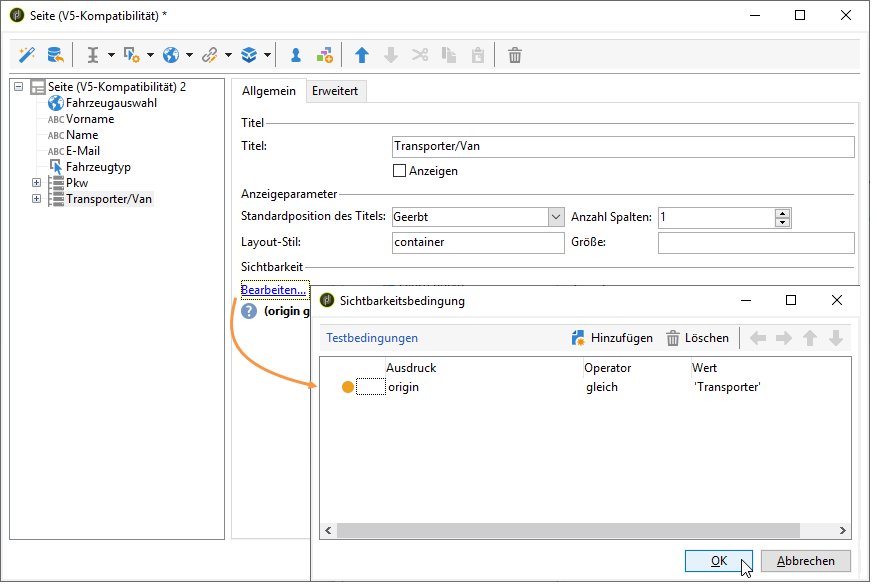 Seite (V5-Kompatibilität) *
Seite (V5-Kompatibilität) 2
Fahrzeugauswahl
ABC Vorname
ABC Name
ABC E-Mail
Fahrzeugtyp
Pkw
Transporter/Van
Allgemein Erweitert
Titel
Titel: Transporter/Van
Anzeigen
Anzeigeparameter
Standardposition des Titels: Geerbt Anzahl Spalten: 1
Layout-Stil: container Größe:
Sichtbarkeit
Bearbeiten...
(origin g
Sichtbarkeitsbedingung
Testbedingungen Hinzufügen Löschen
Ausdruck Operator Wert
origin gleich 'Transporter'
OK Abbrechen